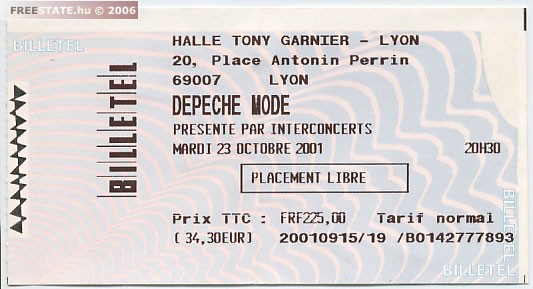 FREESTATE.hu © 2006
BILLETEL
BILLETEL
HALLE TONY GARNIER - LYON
20, Place Antonin Perrin
69007 LYON
DEPECHE MODE
PRESENTE PAR INTERCONCERTS
MARDI 23 OCTOBRE 2001 20H30
PLACEMENT LIBRE
Prix TTC : FRF225,00 Tarif normal
( 34,30EUR) 20010915/19 /B0142777893
BILLETEL
BILLETEL